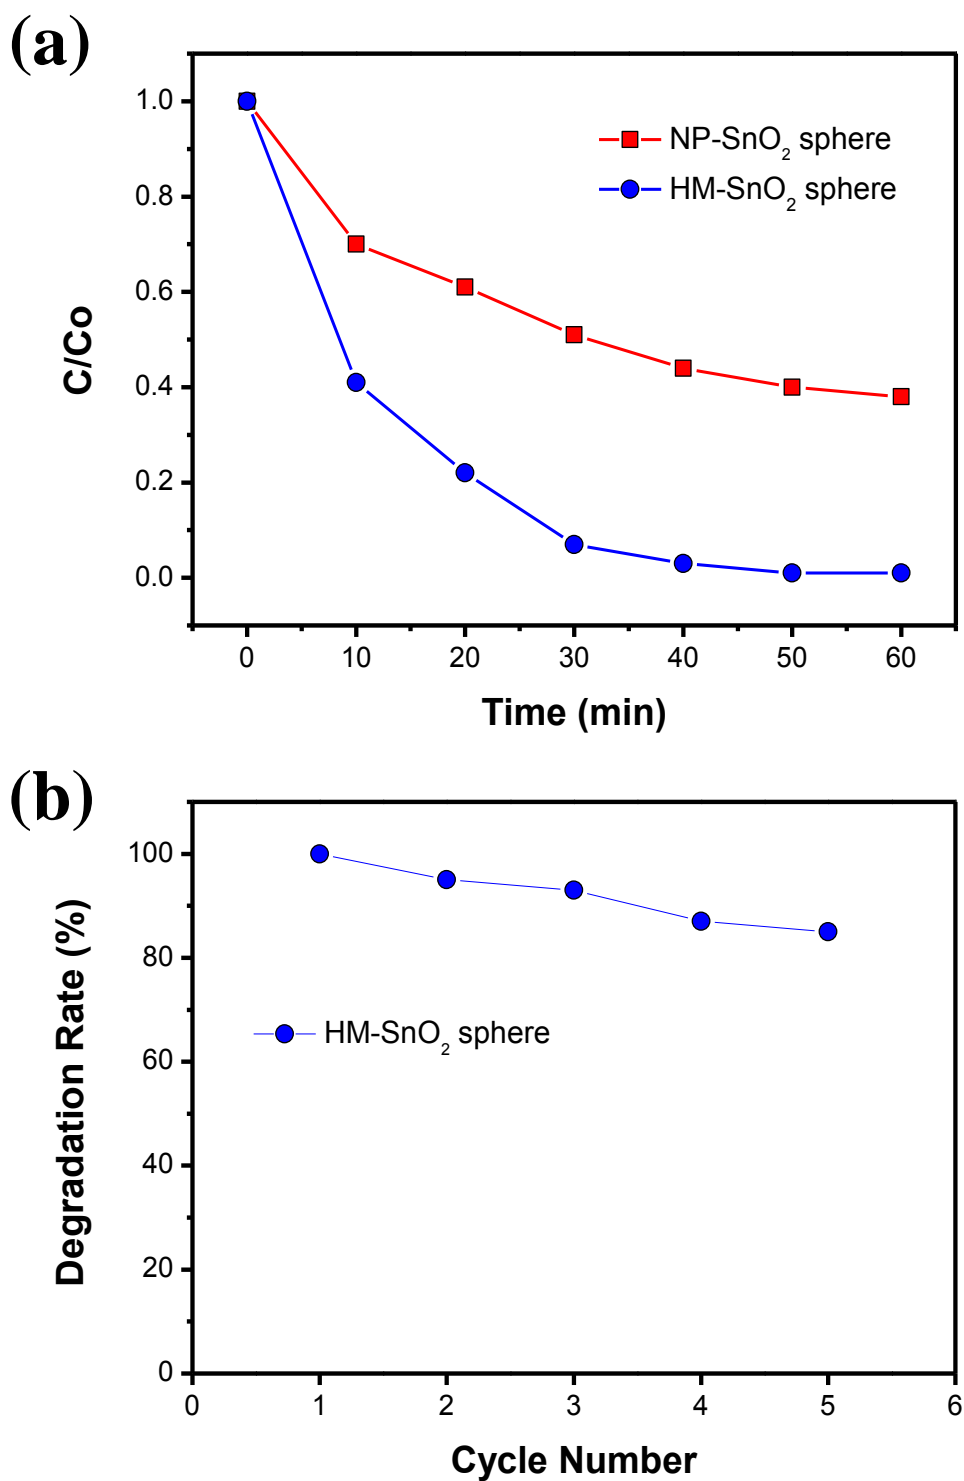 (a)
1.0
0.8
0.6
0.4
0.2
0.0
C/Co
NP-SnO₂ sphere
HM-SnO₂ sphere
0 10 20 30 40 50 60
Time (min)
(b)
100
80
60
40
20
0
Degradation Rate (%)
HM-SnO₂ sphere
0 1 2 3 4 5 6
Cycle Number